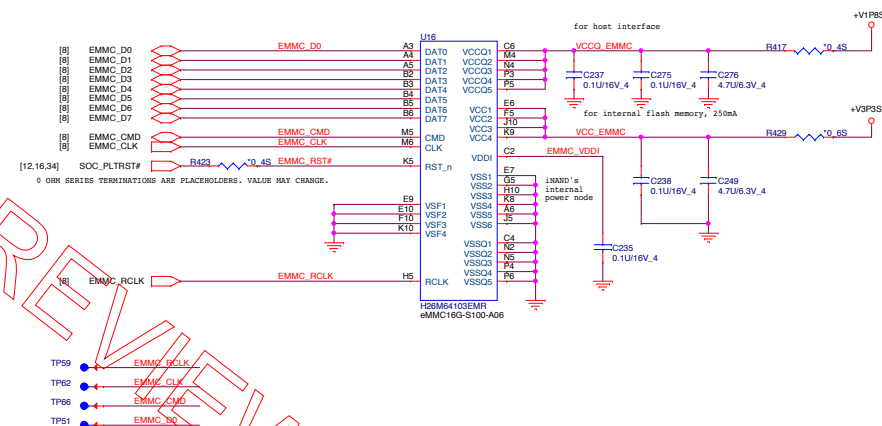 +V1P8S
U16
for host interface
[8] EMMC_D0 EMMC_D0 A3 DAT0 VCCQ1 C6 VCCQ_EMMC R417 *0_4S
[8] EMMC_D1 A4 DAT1 VCCQ2 M4
[8] EMMC_D2 A5 DAT2 VCCQ3 N4
[8] EMMC_D3 B2 DAT3 VCCQ4 P3
[8] EMMC_D4 B3 DAT4 VCCQ5 P5
[8] EMMC_D5 B4 DAT5
[8] EMMC_D6 B5 DAT6
[8] EMMC_D7 B6 DAT7
C237 0.1U/16V_4
C275 0.1U/16V_4
C276 4.7U/6.3V_4
VCC1 E6
VCC2 F5
VCC3 J10
VCC4 K9
for internal flash memory, 250mA
+V3P3S
VCC_EMMC R429 *0_6S
[8] EMMC_CMD EMMC_CMD M5 CMD
[8] EMMC_CLK EMMC_CLK M6 CLK
VDDI C2 EMMC_VDDI
[12,16,34] SOC_PLTRST# R423 *0_4S EMMC_RST# K5 RST_n
0 OHM SERIES TERMINATIONS ARE PLACEHOLDERS. VALUE MAY CHANGE.
VSS1 E7
VSS2 G5
VSS3 H10
VSS4 K8
VSS5 A6
VSS6 J5
iNAND's
internal
power node
C238 0.1U/16V_4
C249 4.7U/6.3V_4
E9 VSF1
E10 VSF2
F10 VSF3
K10 VSF4
VSSQ1 C4
VSSQ2 N2
VSSQ3 N5
VSSQ4 P4
VSSQ5 P6
C235
0.1U/16V_4
[8] EMMC_RCLK EMMC_RCLK H5 RCLK
H26M64103EMR
eMMC16G-S100-A06
REVIE
TP59 EMMC_RCLK
TP62 EMMC_CLK
TP66 EMMC_CMD
TP51 EMMC_D0